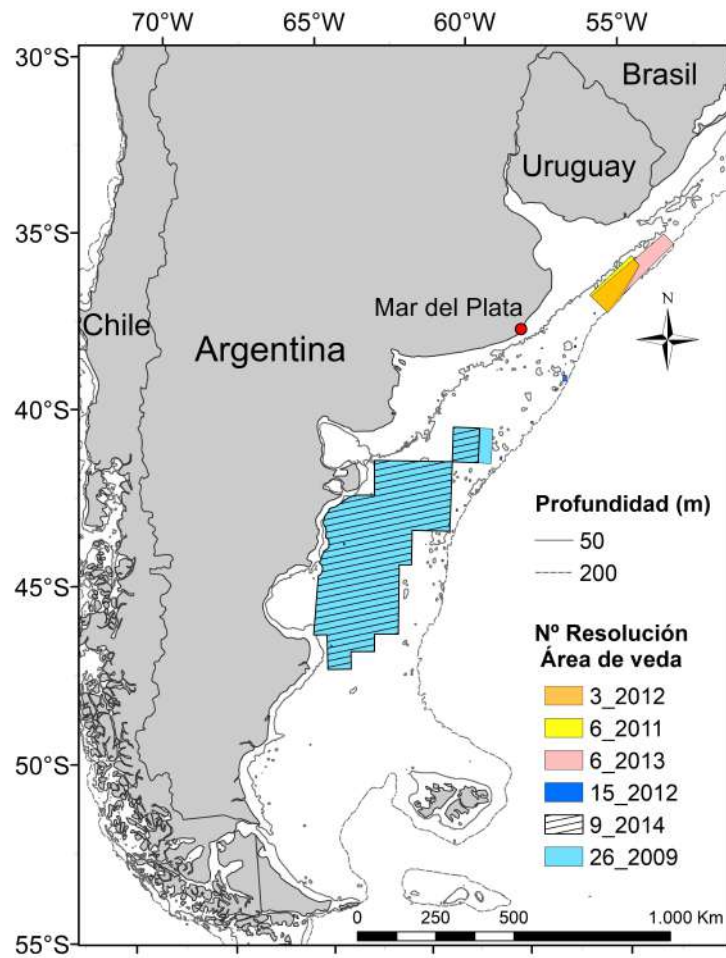 70°W 65°W 60°W 55°W
30°S
35°S
40°S
45°S
50°S
55°S
Brasil
Uruguay
Mar del Plata
Chile
Argentina
N
Profundidad (m)
50
200
Nº Resolución
Área de veda
3_2012
6_2011
6_2013
15_2012
9_2014
26_2009
0 250 500 1.000 Km